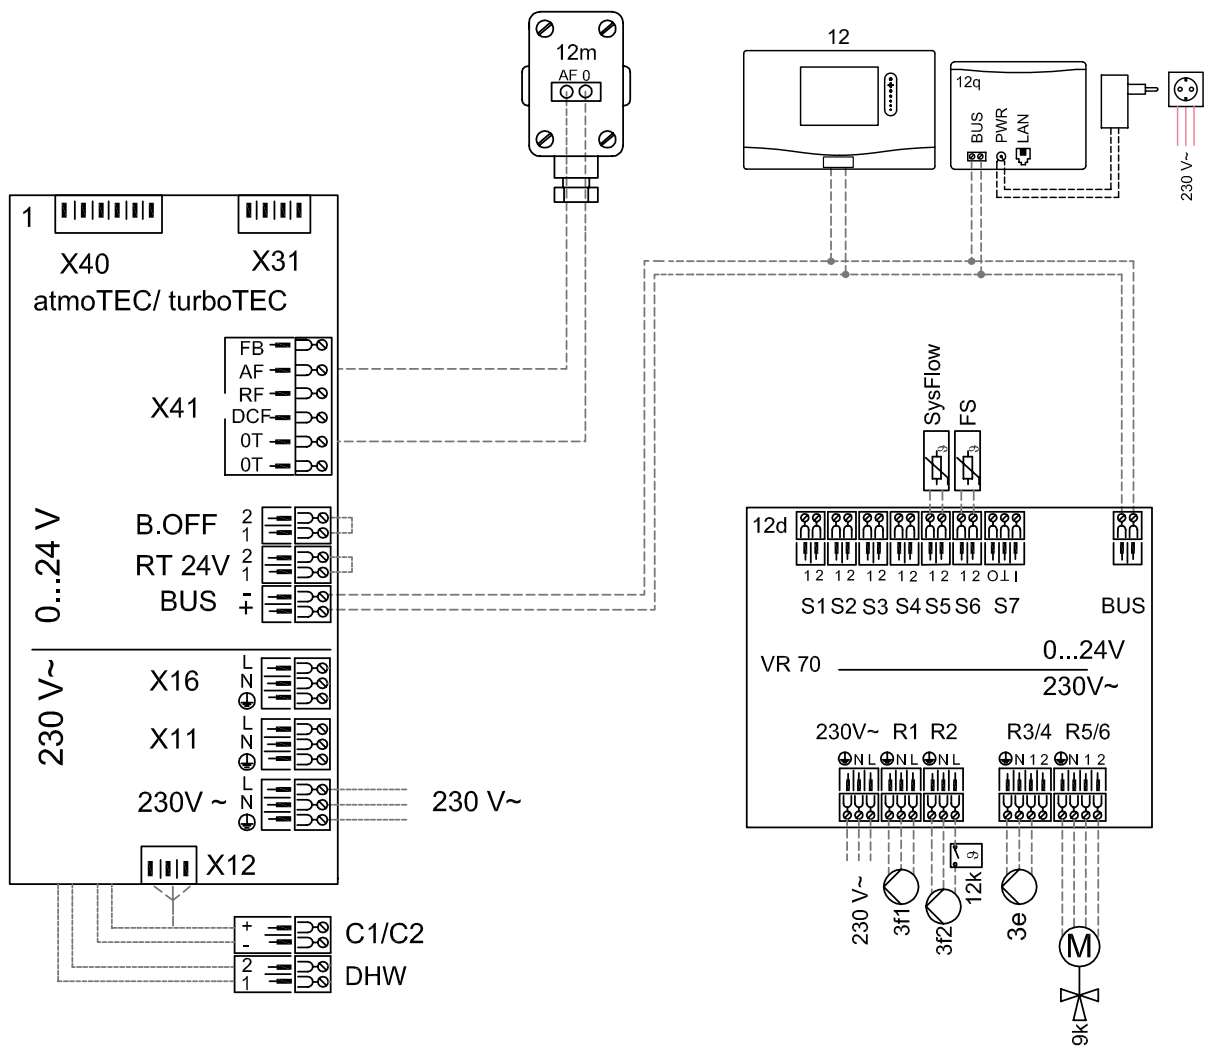 12m
AF 0
12
12q
BUS
PWR
LAN
230 V~
1
X40
X31
atmoTEC/ turboTEC
FB
AF
RF
DCF
0T
0T
X41
0...24 V
B.OFF
2
1
RT 24V
2
1
BUS
-
+
230 V~
X16
L
N
X11
L
N
230V ~
L
N
230 V~
X12
+
-
C1/C2
2
1
DHW
SysFlow
FS
12d
1 2
1 2
1 2
1 2
1 2
1 2
O T I
S1 S2 S3 S4 S5 S6 S7
BUS
VR 70
0...24V
230V~
230V~ R1 R2 R3/4 R5/6
N L
N L
N L
N 1 2
N 1 2
230 V~
3f1
3f2
12k
3e
M
9k